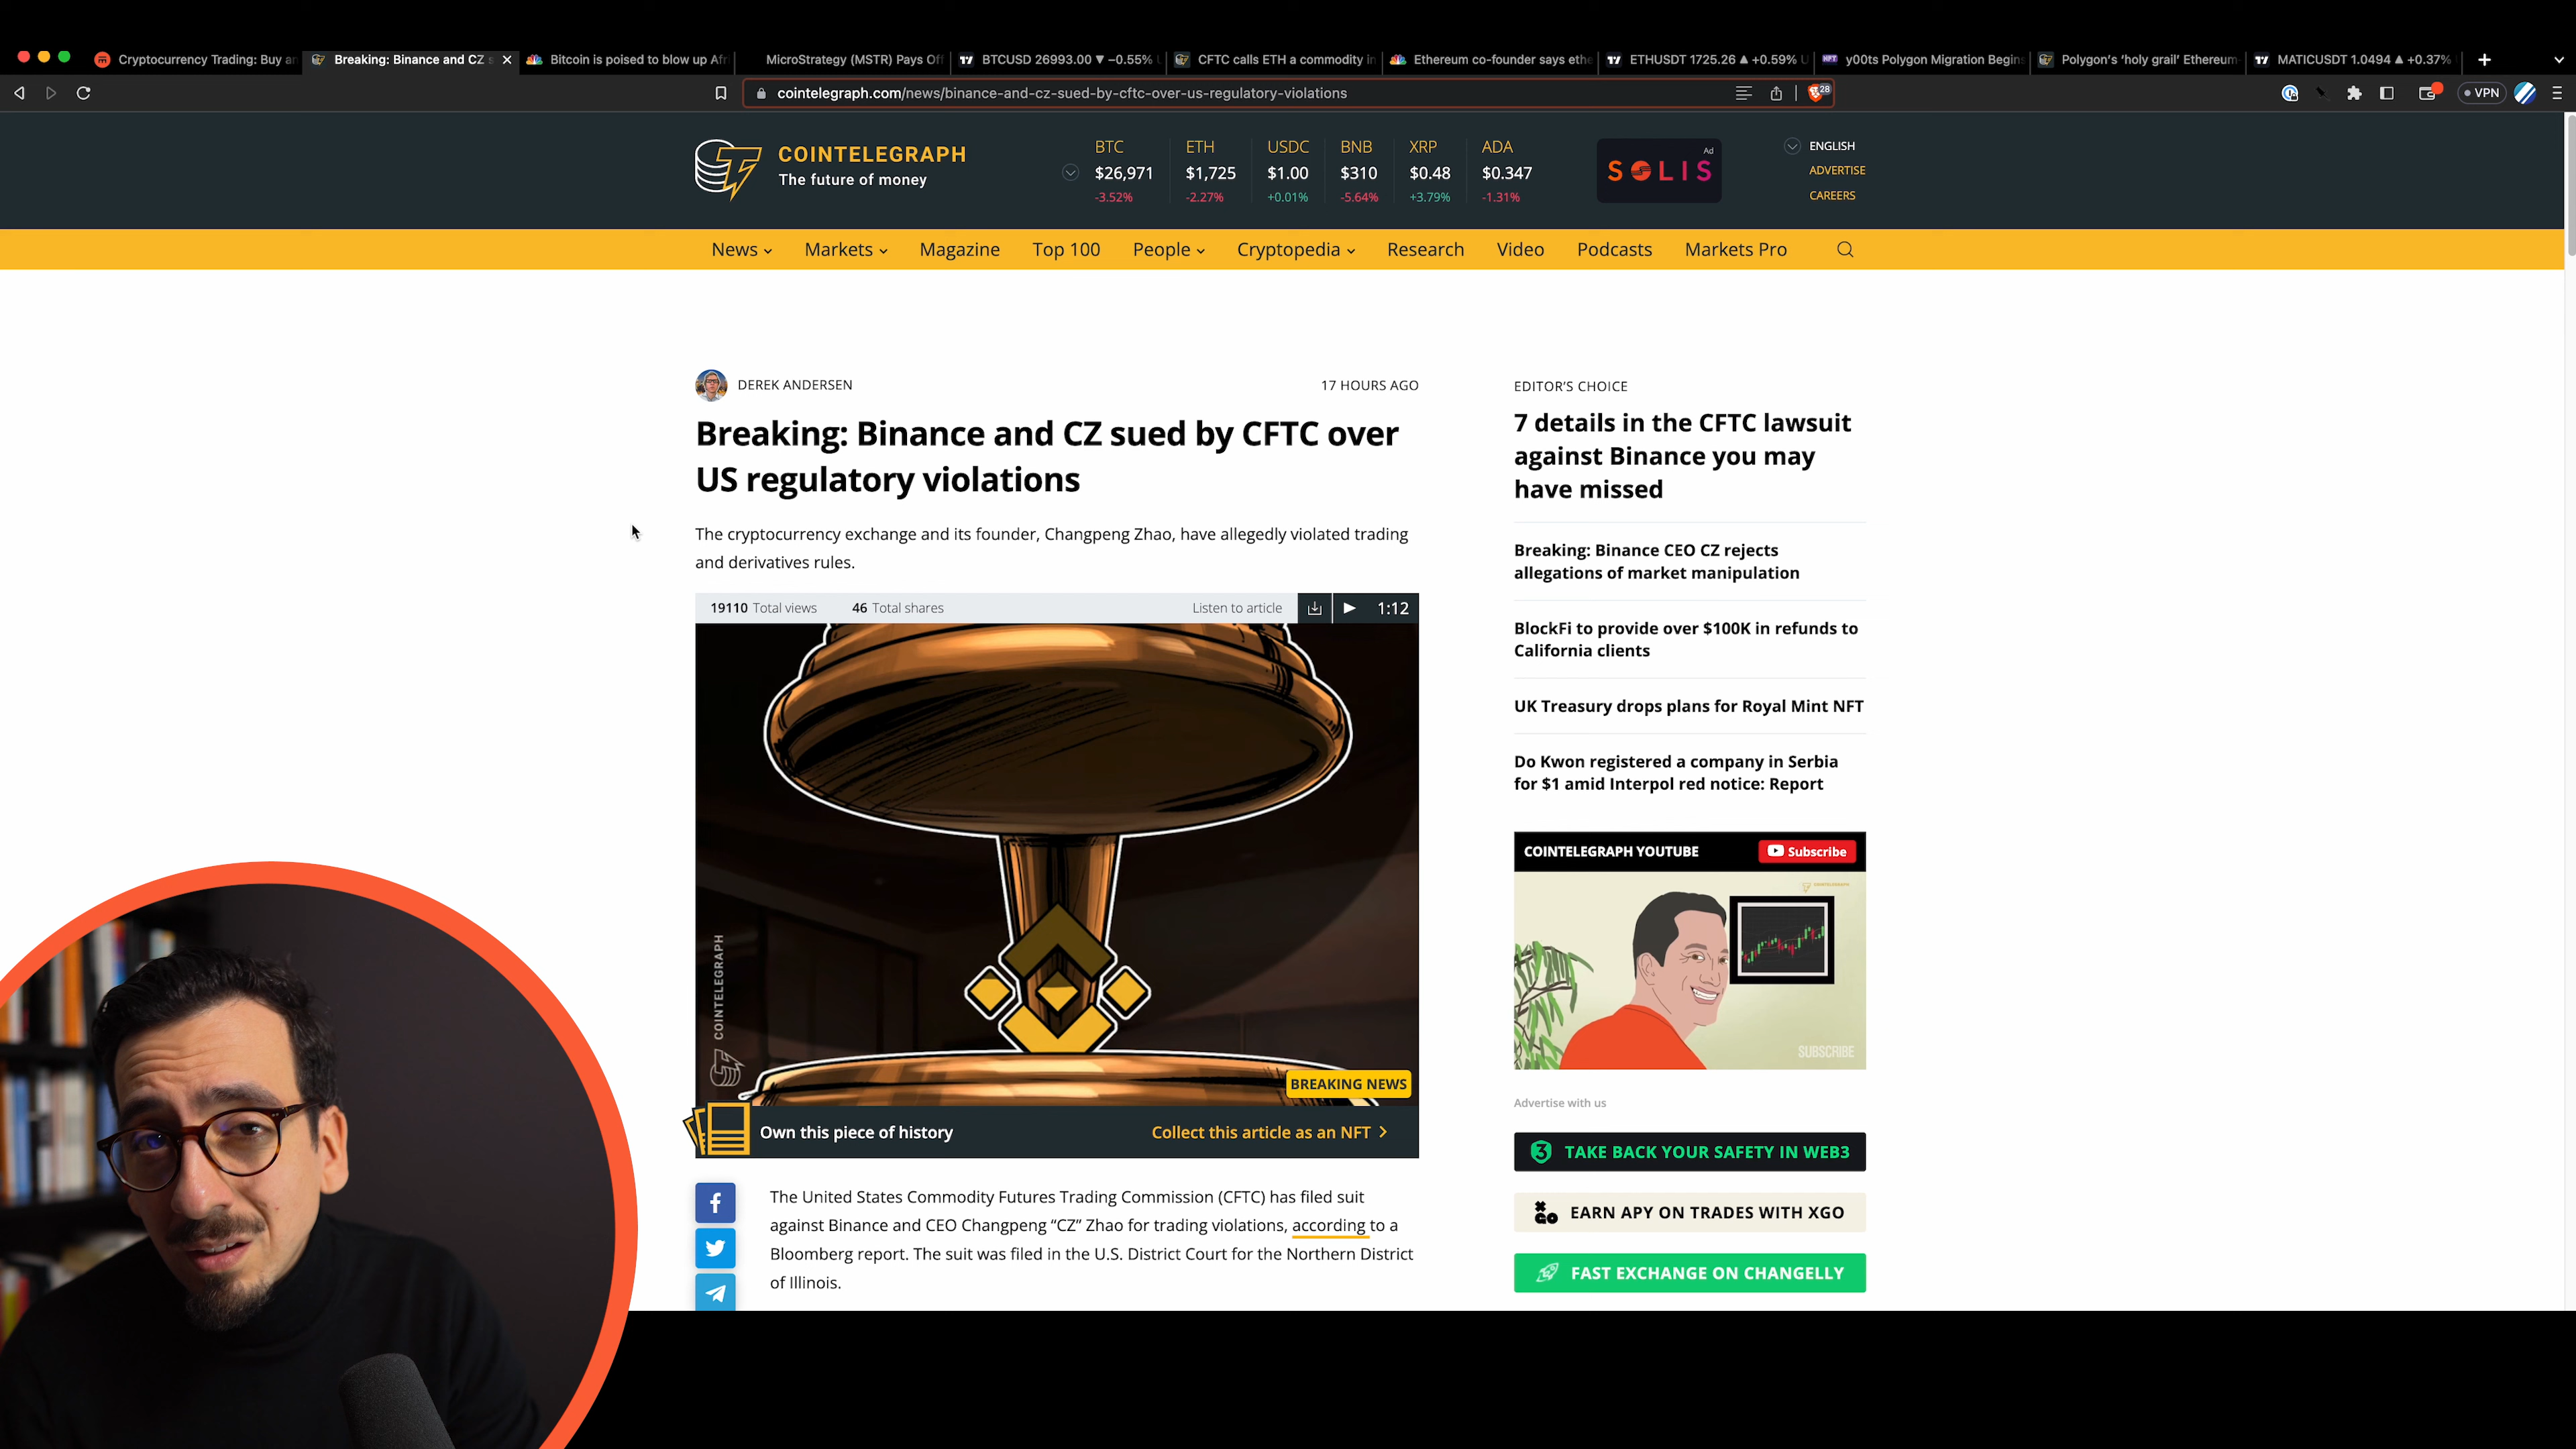 Cryptocurrency Trading: Buy an
Breaking: Binance and CZ s
Bitcoin is poised to blow up Afri
MicroStrategy (MSTR) Pays Off
BTCUSD 26993.00 ▼ −0.55% U
CFTC calls ETH a commodity in
Ethereum co-founder says ethe
ETHUSDT 1725.26 ▲ +0.59% U
y00ts Polygon Migration Begins
Polygon's 'holy grail' Ethereum
MATICUSDT 1.0494 ▲ +0.37%
cointelegraph.com/news/binance-and-cz-sued-by-cftc-over-us-regulatory-violations
28
VPN
COINTELEGRAPH
The future of money
BTC ETH USDC BNB XRP ADA
$26,971 $1,725 $1.00 $310 $0.48 $0.347
-3.52% -2.27% +0.01% -5.64% +3.79% -1.31%
Ad
SOLIS
ENGLISH
ADVERTISE
CAREERS
News Markets Magazine Top 100 People Cryptopedia Research Video Podcasts Markets Pro
DEREK ANDERSEN
17 HOURS AGO
Breaking: Binance and CZ sued by CFTC over
US regulatory violations
The cryptocurrency exchange and its founder, Changpeng Zhao, have allegedly violated trading
and derivatives rules.
19110 Total views 46 Total shares Listen to article 1:12
COINTELEGRAPH
BREAKING NEWS
Own this piece of history
Collect this article as an NFT >
The United States Commodity Futures Trading Commission (CFTC) has filed suit
against Binance and CEO Changpeng “CZ” Zhao for trading violations, according to a
Bloomberg report. The suit was filed in the U.S. District Court for the Northern District
of Illinois.
EDITOR'S CHOICE
7 details in the CFTC lawsuit
against Binance you may
have missed
Breaking: Binance CEO CZ rejects
allegations of market manipulation
BlockFi to provide over $100K in refunds to
California clients
UK Treasury drops plans for Royal Mint NFT
Do Kwon registered a company in Serbia
for $1 amid Interpol red notice: Report
COINTELEGRAPH YOUTUBE
Subscribe
COINTELEGRAPH
SUBSCRIBE
Advertise with us
TAKE BACK YOUR SAFETY IN WEB3
XGO
EARN APY ON TRADES WITH XGO
FAST EXCHANGE ON CHANGELLY